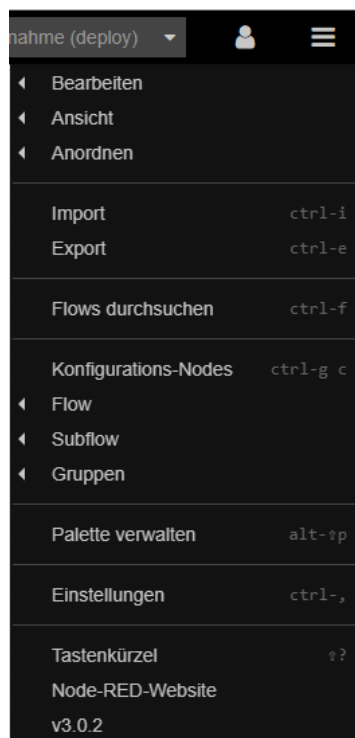 nahme (deploy)
Bearbeiten
Ansicht
Anordnen
Import ctrl-i
Export ctrl-e
Flows durchsuchen ctrl-f
Konfigurations-Nodes ctrl-g c
Flow
Subflow
Gruppen
Palette verwalten alt-⇧p
Einstellungen ctrl-,
Tastenkürzel ⇧?
Node-RED-Website
v3.0.2